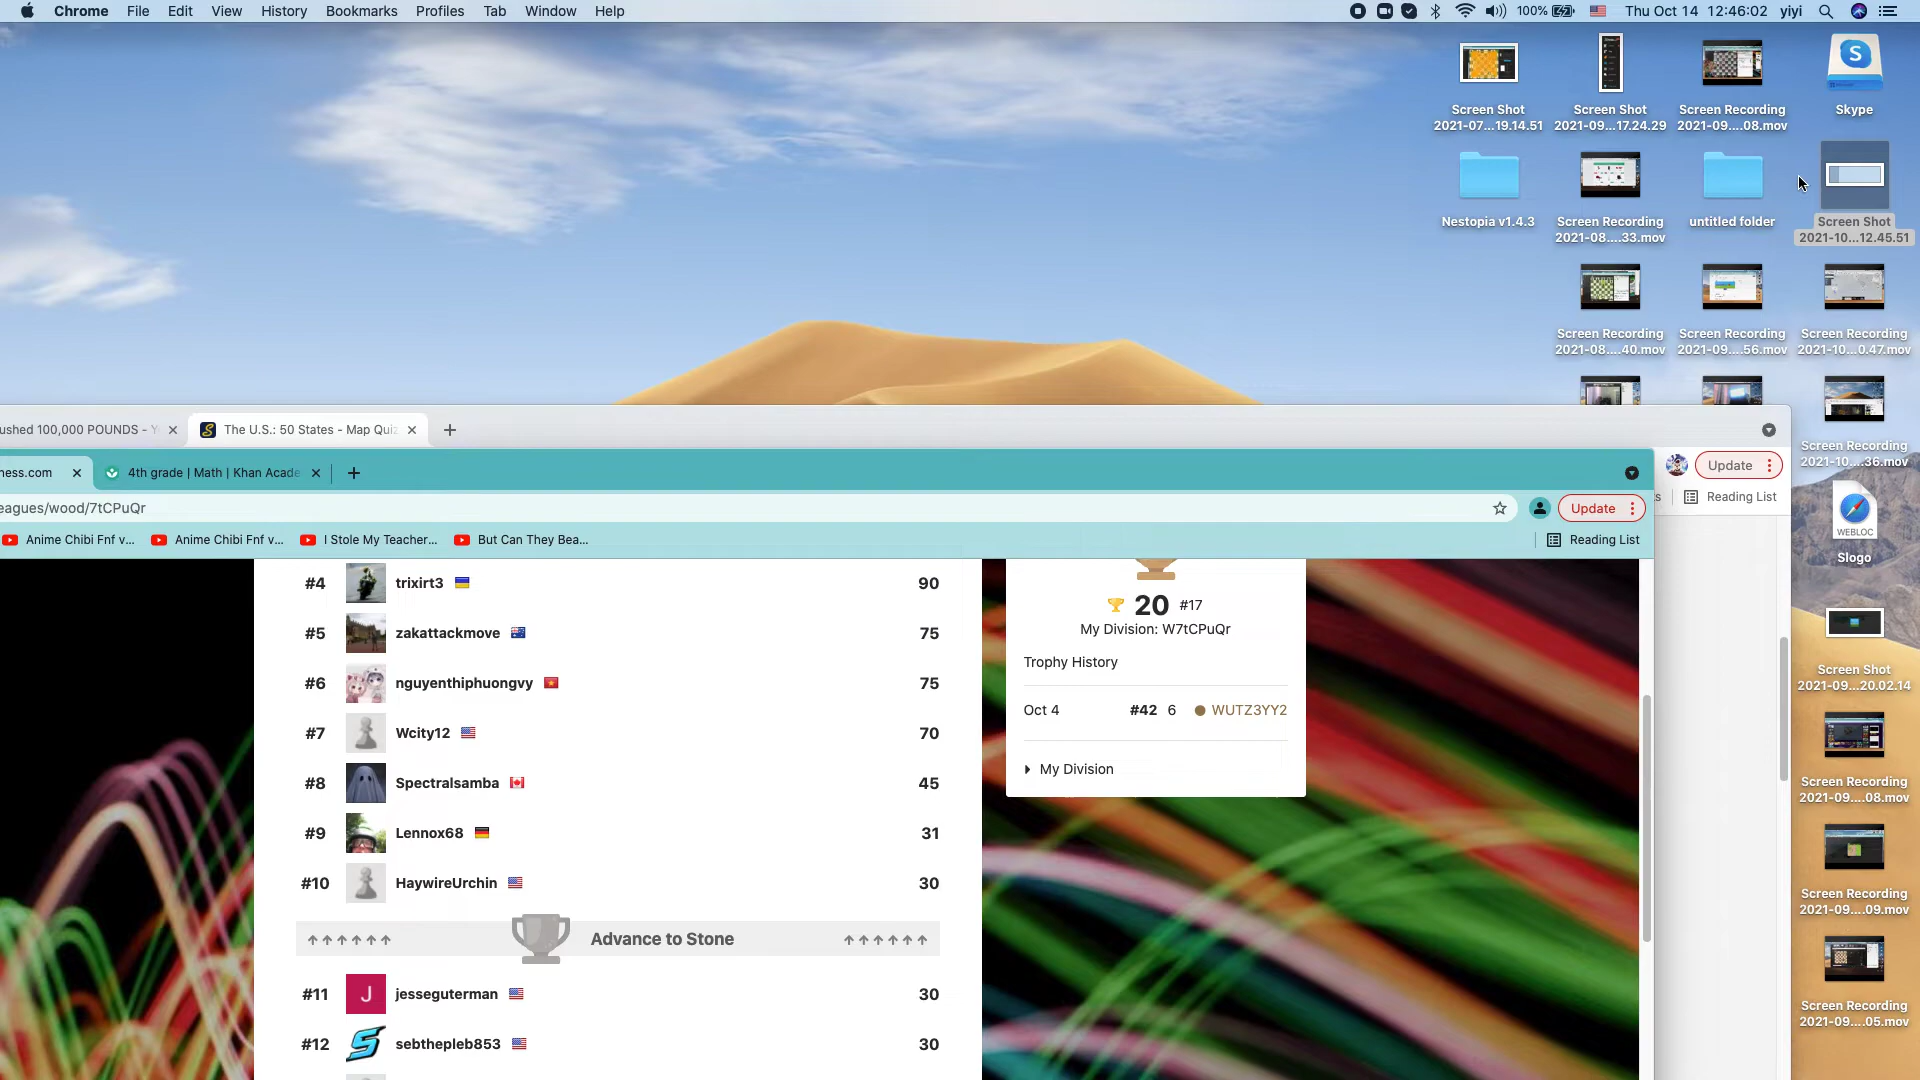 Chrome File Edit View History Bookmarks Profiles Tab Window Help 100% Thu Oct 14 12:46:02 yiyi
Screen Shot
2021-07...19.14.51
Screen Shot
2021-09...17.24.29
Screen Recording
2021-09....08.mov
Skype
Nestopia v1.4.3
Screen Recording
2021-08....33.mov
untitled folder
Screen Shot
2021-10...12.45.51
Screen Recording
2021-08....40.mov
Screen Recording
2021-09....56.mov
Screen Recording
2021-10...0.47.mov
Screen Recording
2021-10....36.mov
WEBLOC
Slogo
Screen Shot
2021-09...20.02.14
Screen Recording
2021-09....08.mov
Screen Recording
2021-09....09.mov
Screen Recording
2021-09....05.mov
ushed 100,000 POUNDS - Y
The U.S.: 50 States - Map Qui
Update
Reading List
ness.com
4th grade | Math | Khan Acade
eagues/wood/7tCPuQr
Update
Anime Chibi Fnf v... Anime Chibi Fnf v... I Stole My Teacher... But Can They Bea... Reading List
#4 trixirt3 90
#5 zakattackmove 75
#6 nguyenthiphuongvy 75
#7 Wcity12 70
#8 Spectralsamba 45
#9 Lennox68 31
#10 HaywireUrchin 30
Advance to Stone
#11 J jesseguterman 30
#12 sebthepleb853 30
20 #17
My Division: W7tCPuQr
Trophy History
Oct 4 #42 6 WUTZ3YY2
My Division